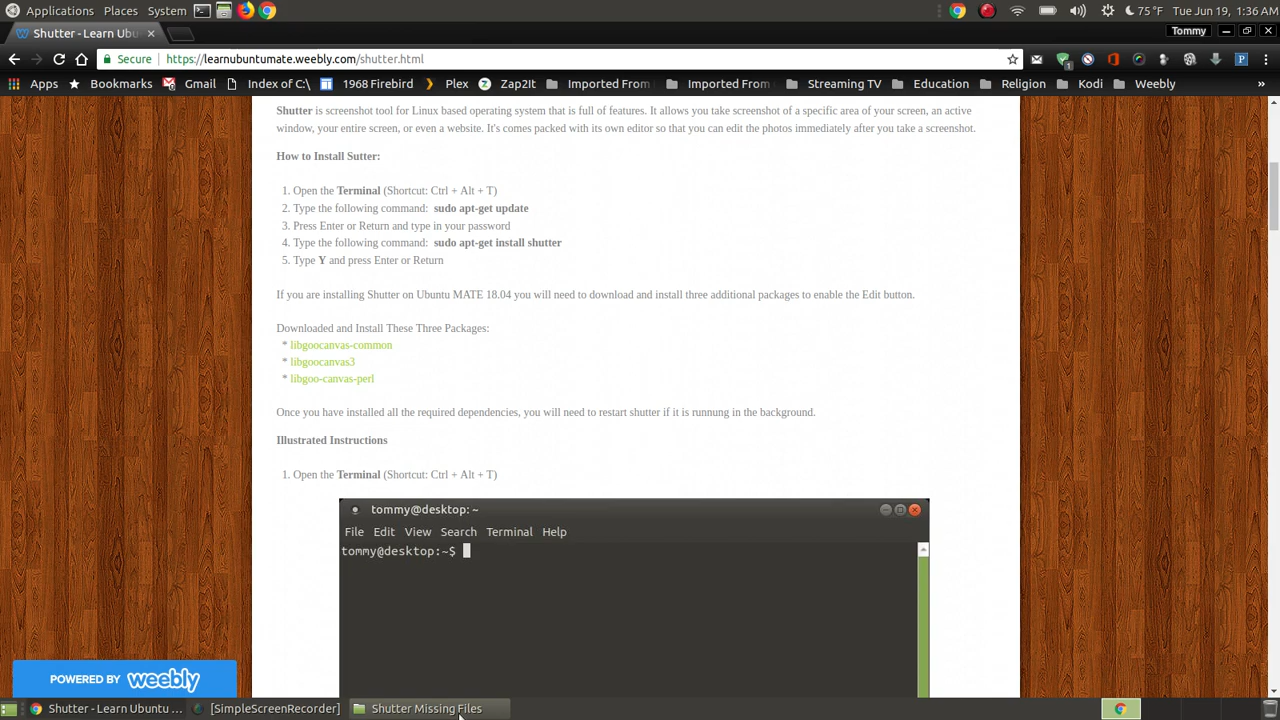 Applications Places System 75°F Tue Jun 19, 1:36 AM
Shutter - Learn Ubu Tommy
Secure https://learnubuntumate.weebly.com/shutter.html
Apps Bookmarks Gmail Index of C:\ 1968 Firebird Plex Zap2It Imported From Imported From Streaming TV Education Religion Kodi Weebly »
Shutter is screenshot tool for Linux based operating system that is full of features. It allows you take screenshot of a specific area of your screen, an active
window, your entire screen, or even a website. It's comes packed with its own editor so that you can edit the photos immediately after you take a screenshot.
How to Install Sutter:
1. Open the Terminal (Shortcut: Ctrl + Alt + T)
2. Type the following command: sudo apt-get update
3. Press Enter or Return and type in your password
4. Type the following command: sudo apt-get install shutter
5. Type Y and press Enter or Return
If you are installing Shutter on Ubuntu MATE 18.04 you will need to download and install three additional packages to enable the Edit button.
Downloaded and Install These Three Packages:
* libgoocanvas-common
* libgoocanvas3
* libgoo-canvas-perl
Once you have installed all the required dependencies, you will need to restart shutter if it is runnung in the background.
Illustrated Instructions
1. Open the Terminal (Shortcut: Ctrl + Alt + T)
tommy@desktop: ~
File Edit View Search Terminal Help
tommy@desktop:~$
POWERED BY weebly
Shutter - Learn Ubuntu ... [SimpleScreenRecorder] Shutter Missing Files